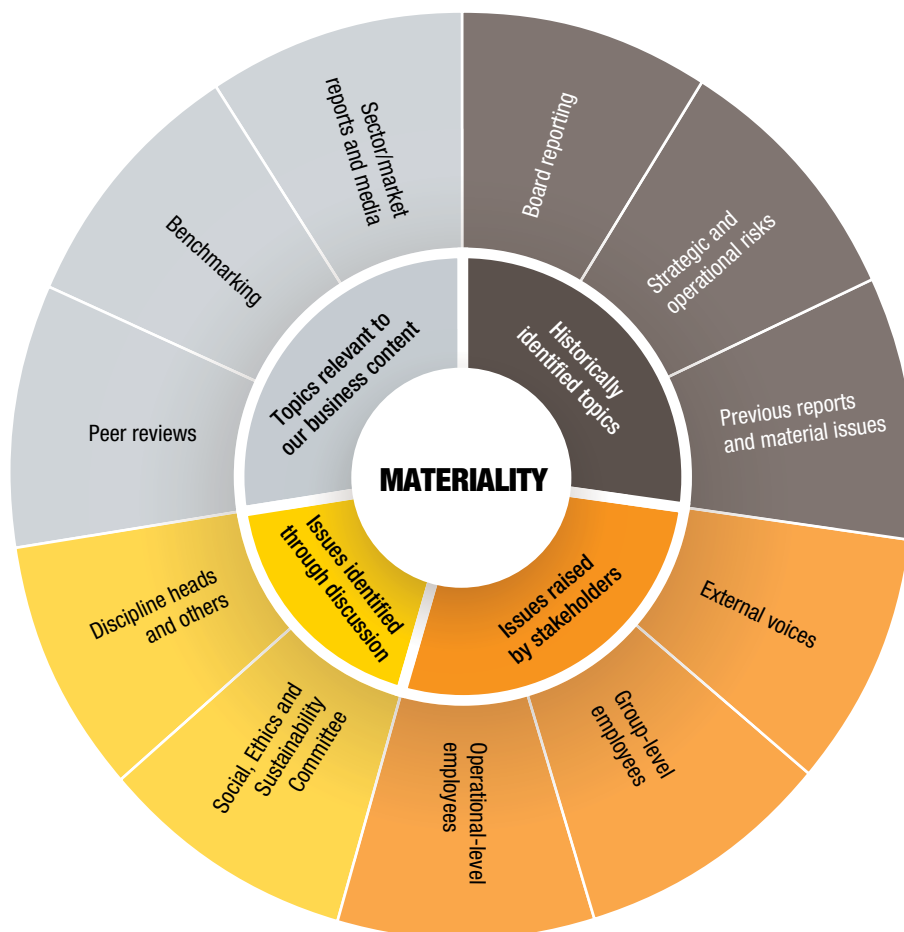 MATERIALITY
Historically
identified topics
Board reporting
Strategic and
operational risks
Previous reports
and material issues
Issues raised
by stakeholders
External voices
Group-level
employees
Operational-level
employees
Issues identified
through discussion
Social, Ethics and
Sustainability
Committee
Discipline heads
and others
Topics relevant to
our business content
Peer reviews
Benchmarking
Sector/market
reports and media